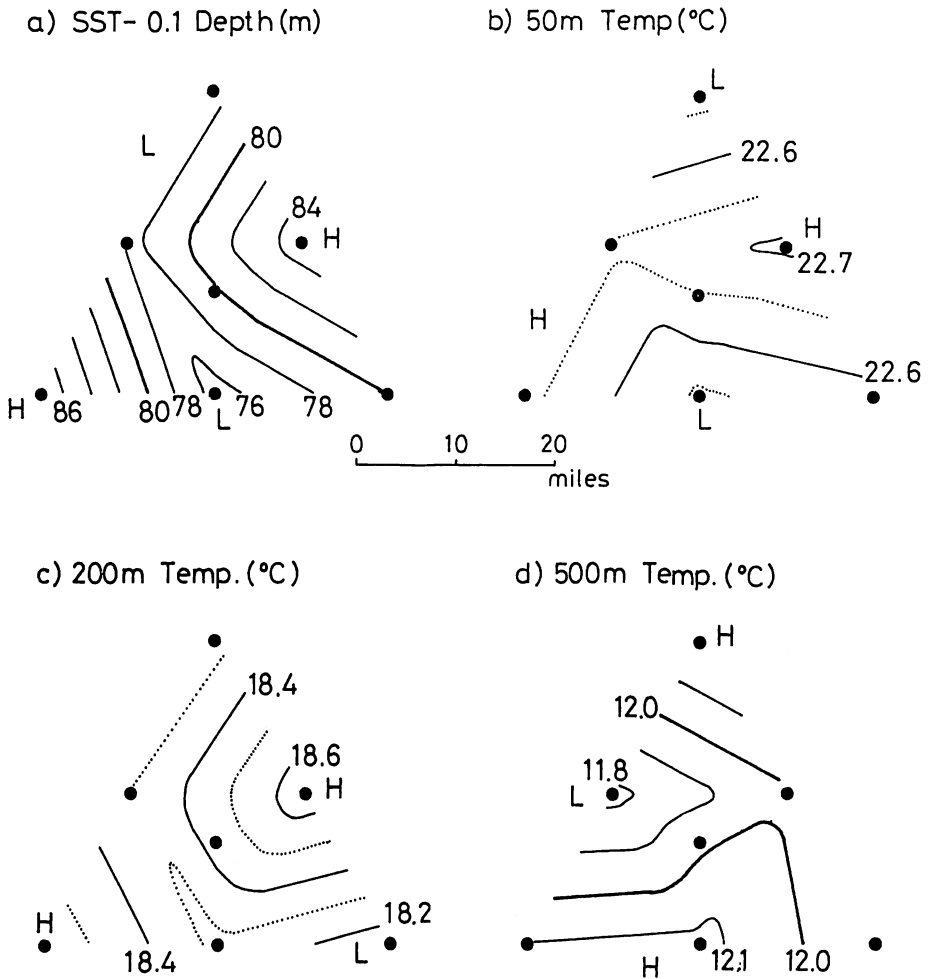 a) SST- 0.1 Depth (m)
L
80
84
H
H
86
80
78
76
L
78
b) 50m Temp (°C)
L
22.6
H
22.7
H
22.6
L
0 10 20
miles
c) 200m Temp. (°C)
18.4
18.6
H
H
18.4
18.2
L
d) 500m Temp. (°C)
H
12.0
11.8
L
H
12.1
12.0